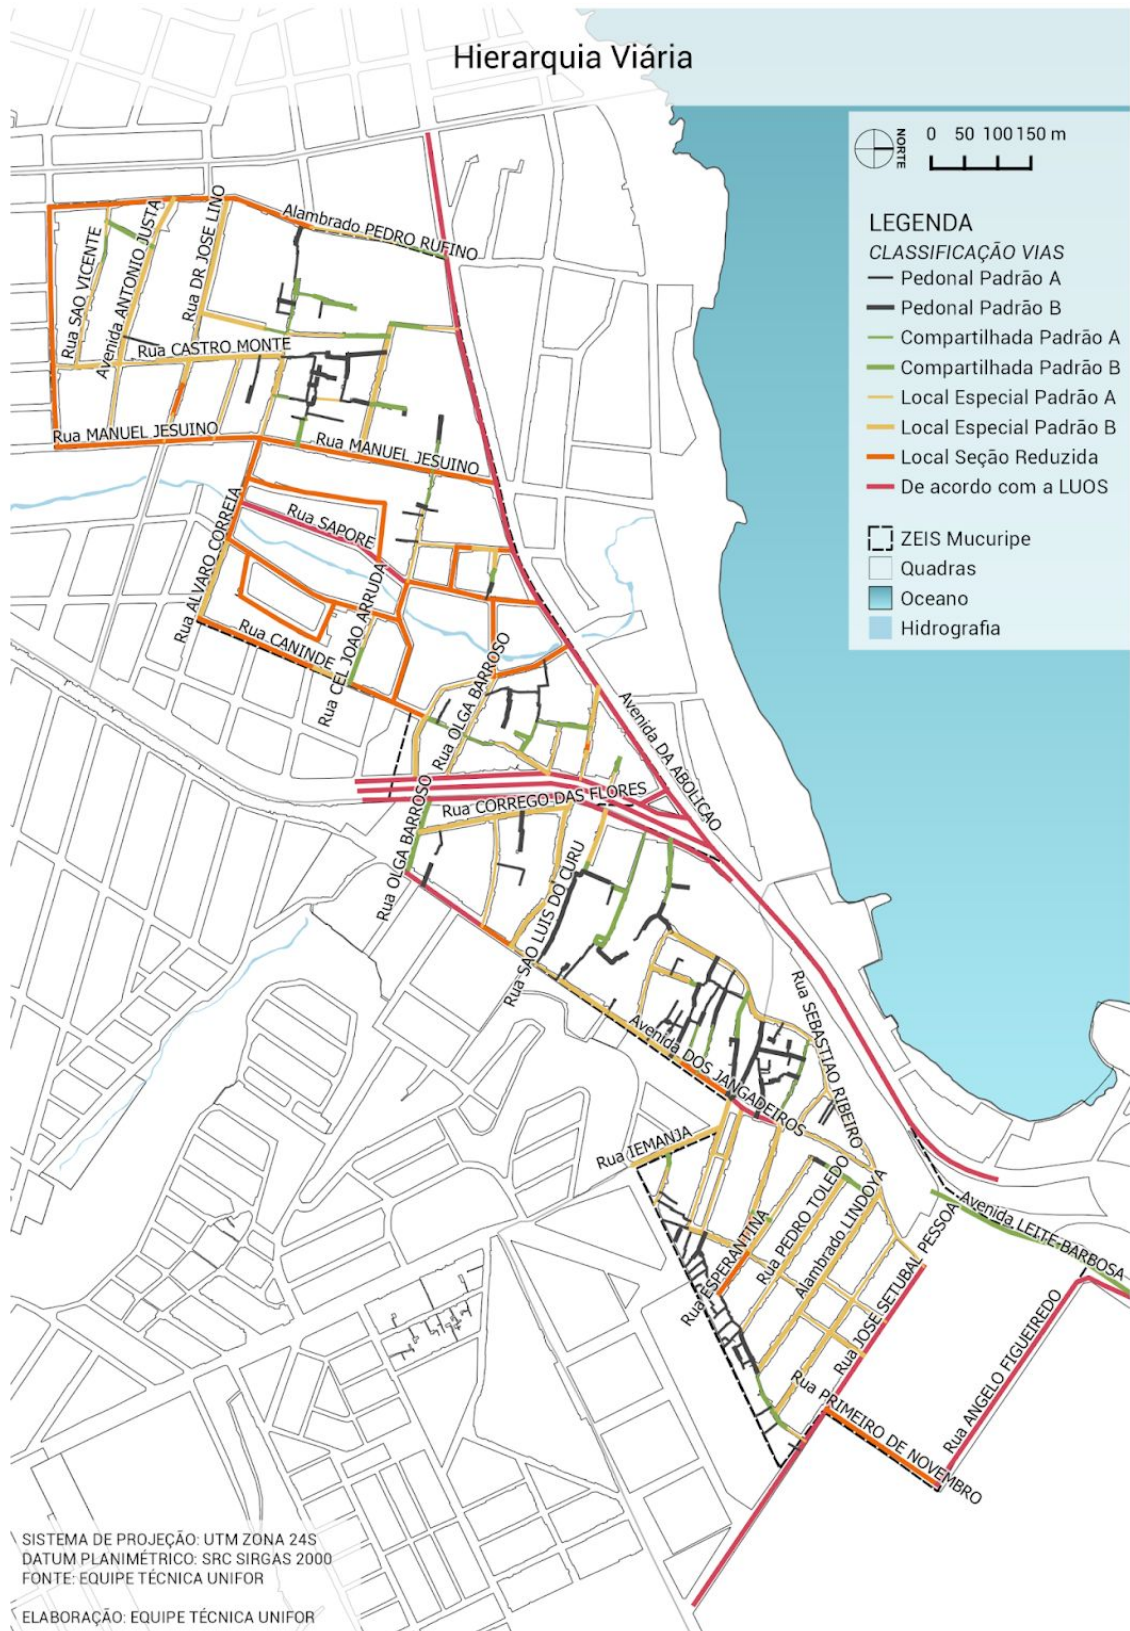 Hierarquia Viária
NORTE
0 50 100 150 m
LEGENDA
CLASSIFICAÇÃO VIAS
Pedonal Padrão A
Pedonal Padrão B
Compartilhada Padrão A
Compartilhada Padrão B
Local Especial Padrão A
Local Especial Padrão B
Local Seção Reduzida
De acordo com a LUOS
ZEIS Mucuripe
Quadras
Oceano
Hidrografia
Alambrado PEDRO RUFINO
Rua SAO VICENTE
Avenida ANTONIO JUSTA
Rua DR JOSE LINO
Rua CASTRO MONTE
Rua MANUEL JESUINO
Rua MANUEL JESUINO
Rua ALVARO CORREIA
Rua SAPORE
Rua CANINDE
Rua CEL JOAO ARRUDA
Rua OLGA BARROSO
Avenida DA ABOLIÇAO
Rua CORREGO DAS FLORES
Rua OLGA BARROSO
Rua SAO LUIS DO CURU
Avenida DOS JANGADEIROS
Rua SEBASTIAO RIBEIRO
Rua IEMANJA
Rua ESPERANTINA
Rua PEDRO TOLEDO
Alambrado LINDOYA
Rua JOSE SETUBAL PESSOA
Avenida LEITE BARBOSA
Rua ANGELO FIGUEIREDO
Rua PRIMEIRO DE NOVEMBRO
SISTEMA DE PROJEÇÃO: UTM ZONA 24S
DATUM PLANIMÉTRICO: SRC SIRGAS 2000
FONTE: EQUIPE TÉCNICA UNIFOR
ELABORAÇÃO: EQUIPE TÉCNICA UNIFOR